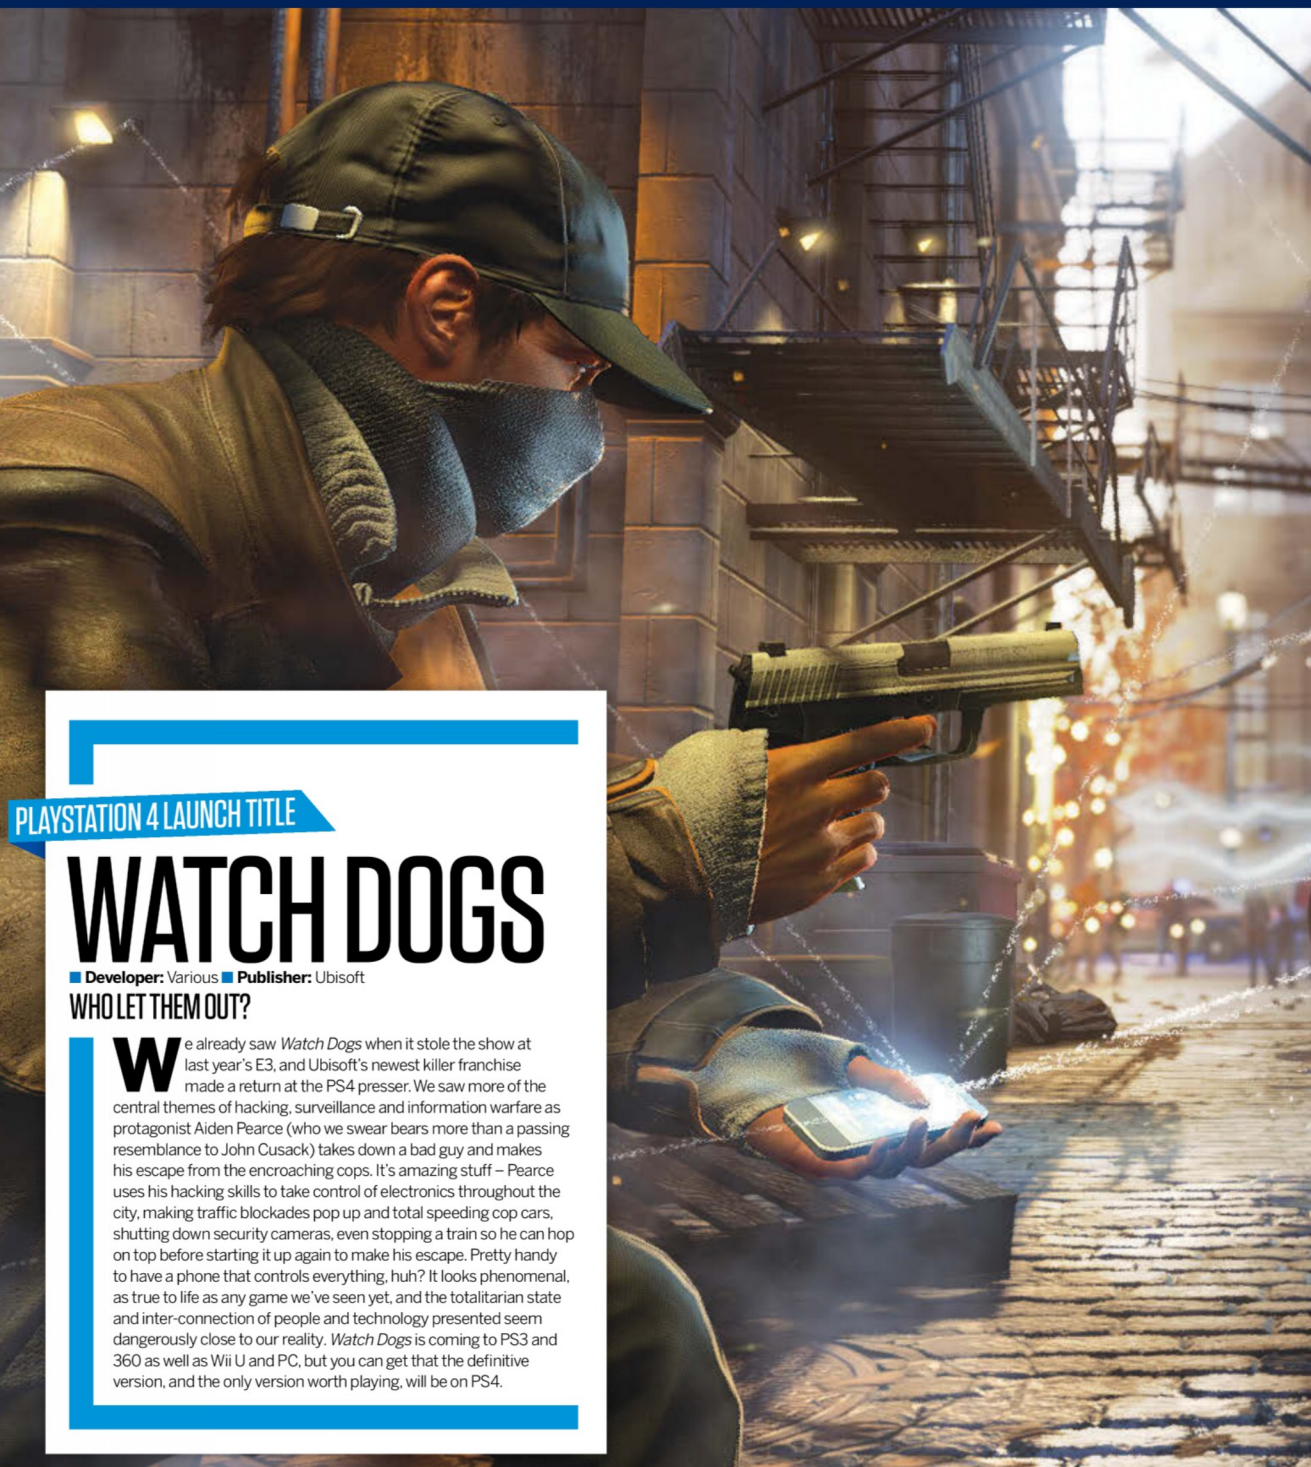 PLAYSTATION 4 LAUNCH TITLE
WATCH DOGS
■ Developer: Various ■ Publisher: Ubisoft
WHO LET THEM OUT?
We already saw Watch Dogs when it stole the show at
last year's E3, and Ubisoft's newest killer franchise
made a return at the PS4 presser. We saw more of the
central themes of hacking, surveillance and information warfare as
protagonist Aiden Pearce (who we swear bears more than a passing
resemblance to John Cusack) takes down a bad guy and makes
his escape from the encroaching cops. It's amazing stuff – Pearce
uses his hacking skills to take control of electronics throughout the
city, making traffic blockades pop up and total speeding cop cars,
shutting down security cameras, even stopping a train so he can hop
on top before starting it up again to make his escape. Pretty handy
to have a phone that controls everything, huh? It looks phenomenal,
as true to life as any game we've seen yet, and the totalitarian state
and inter-connection of people and technology presented seem
dangerously close to our reality. Watch Dogs is coming to PS3 and
360 as well as Wii U and PC, but you can get that the definitive
version, and the only version worth playing, will be on PS4.